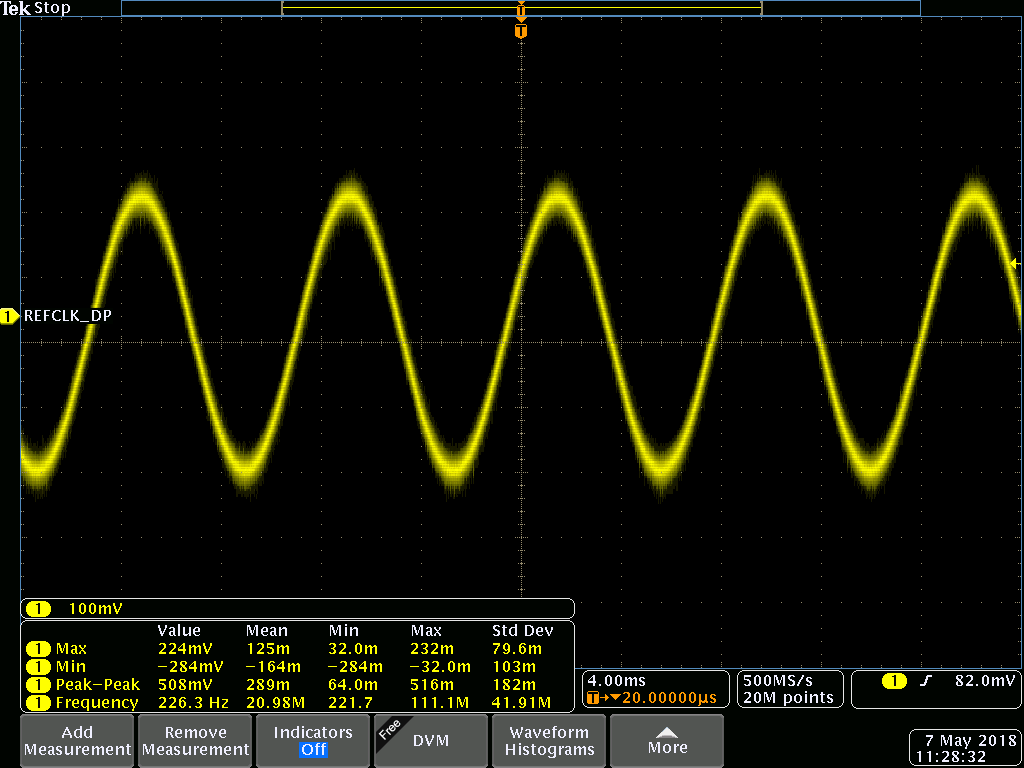 Tek Stop
T
T
1 REFCLK_DP
1 100mV
Value Mean Min Max Std Dev
1 Max 224mV 125m 32.0m 232m 79.6m
1 Min −284mV −164m −284m −32.0m 103m
1 Peak−Peak 508mV 289m 64.0m 516m 182m
1 Frequency 226.3 Hz 20.98M 221.7 111.1M 41.91M
4.00ms
T→▼20.00000µs
500MS/s
20M points
1 82.0mV
Add
Measurement
Remove
Measurement
Indicators
Off
Free
DVM
Waveform
Histograms
More
7 May 2018
11:28:32